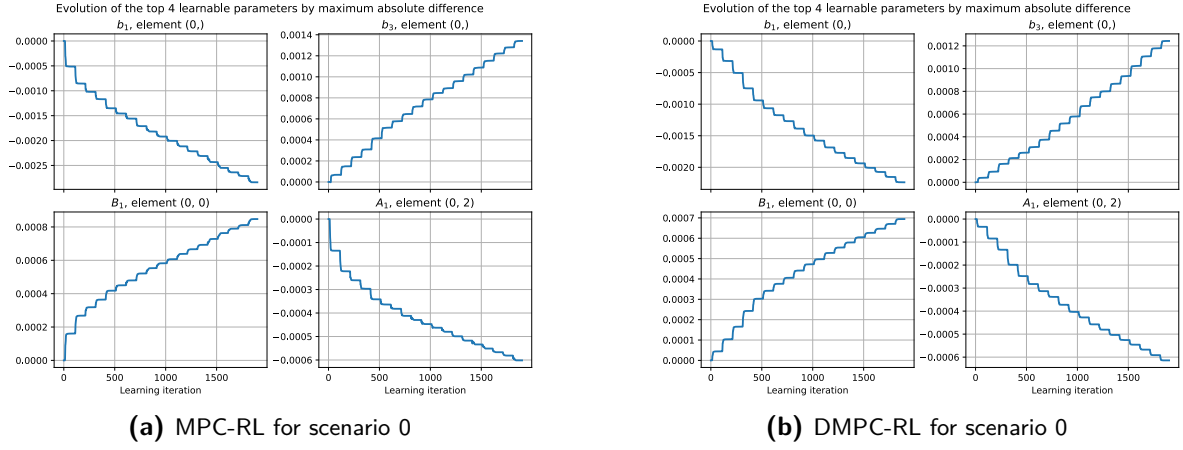 Evolution of the top 4 learnable parameters by maximum absolute difference
b₁, element (0,)
b₃, element (0,)
0.0000
−0.0005
−0.0010
−0.0015
−0.0020
−0.0025
0.0014
0.0012
0.0010
0.0008
0.0006
0.0004
0.0002
0.0000
B₁, element (0, 0)
A₁, element (0, 2)
0.0008
0.0006
0.0004
0.0002
0.0000
0.0000
−0.0001
−0.0002
−0.0003
−0.0004
−0.0005
−0.0006
0 500 1000 1500
0 500 1000 1500
Learning iteration
Learning iteration
(a) MPC-RL for scenario 0
Evolution of the top 4 learnable parameters by maximum absolute difference
b₁, element (0,)
b₃, element (0,)
0.0000
−0.0005
−0.0010
−0.0015
−0.0020
0.0012
0.0010
0.0008
0.0006
0.0004
0.0002
0.0000
B₁, element (0, 0)
A₁, element (0, 2)
0.0007
0.0006
0.0005
0.0004
0.0003
0.0002
0.0001
0.0000
0.0000
−0.0001
−0.0002
−0.0003
−0.0004
−0.0005
−0.0006
0 500 1000 1500
0 500 1000 1500
Learning iteration
Learning iteration
(b) DMPC-RL for scenario 0